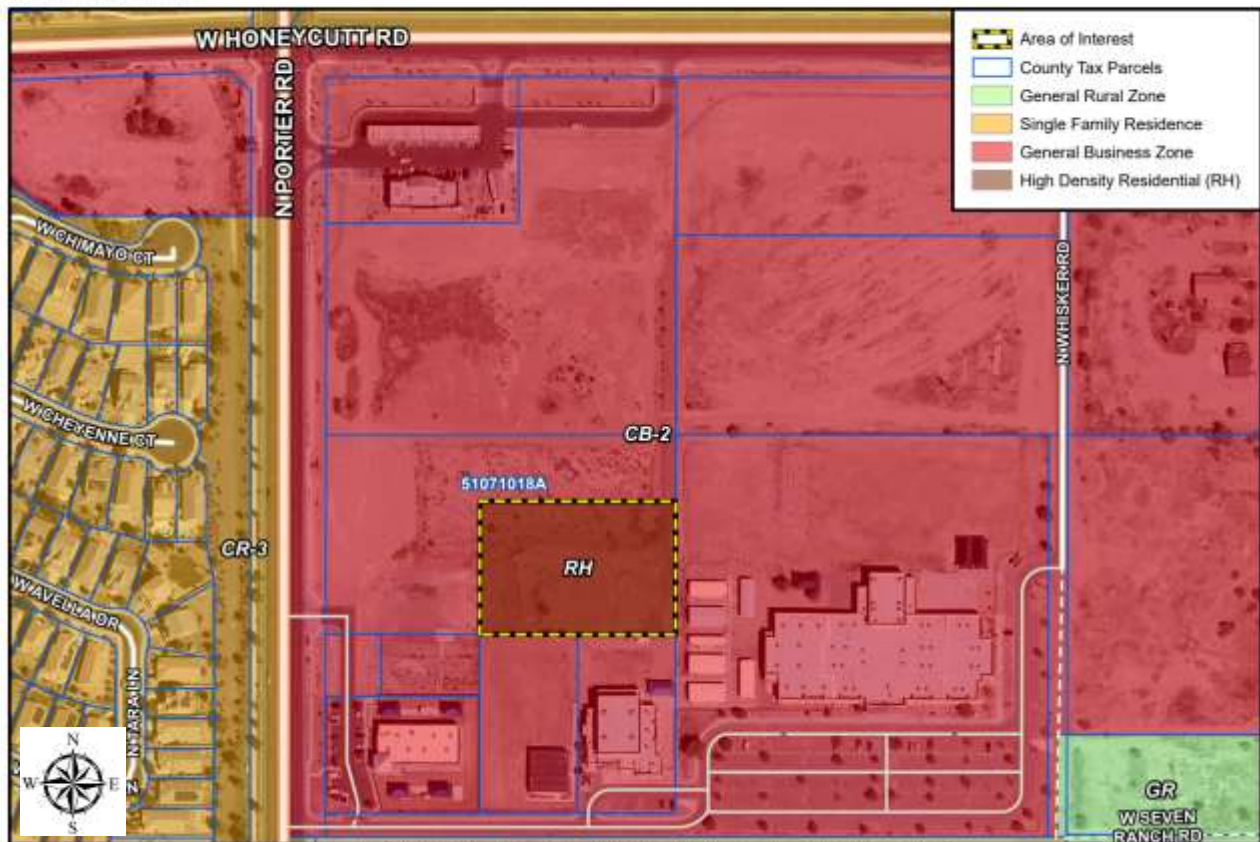 W HONEYCUTT RD
N PORTER RD
Area of Interest
County Tax Parcels
General Rural Zone
Single Family Residence
General Business Zone
High Density Residential (RH)
W CHIMAYO CT
N WHISKER RD
W CHEYENNE CT
CB-2
51071018A
CR-3
RH
W AVELLA DR
N TARA LN
N
W E
S
GR
W SEVEN
RANCH RD